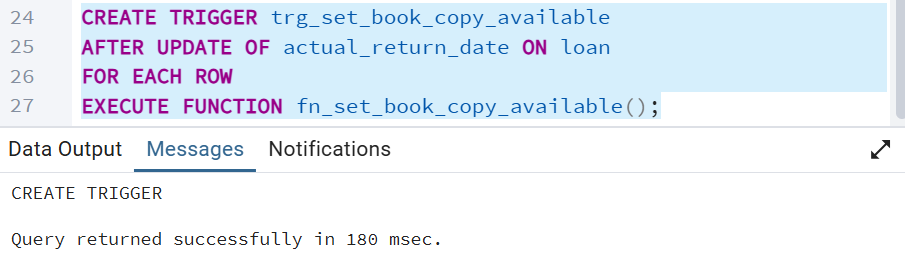 24 CREATE TRIGGER trg_set_book_copy_available
25 AFTER UPDATE OF actual_return_date ON loan
26 FOR EACH ROW
27 EXECUTE FUNCTION fn_set_book_copy_available();
Data Output Messages Notifications
CREATE TRIGGER
Query returned successfully in 180 msec.